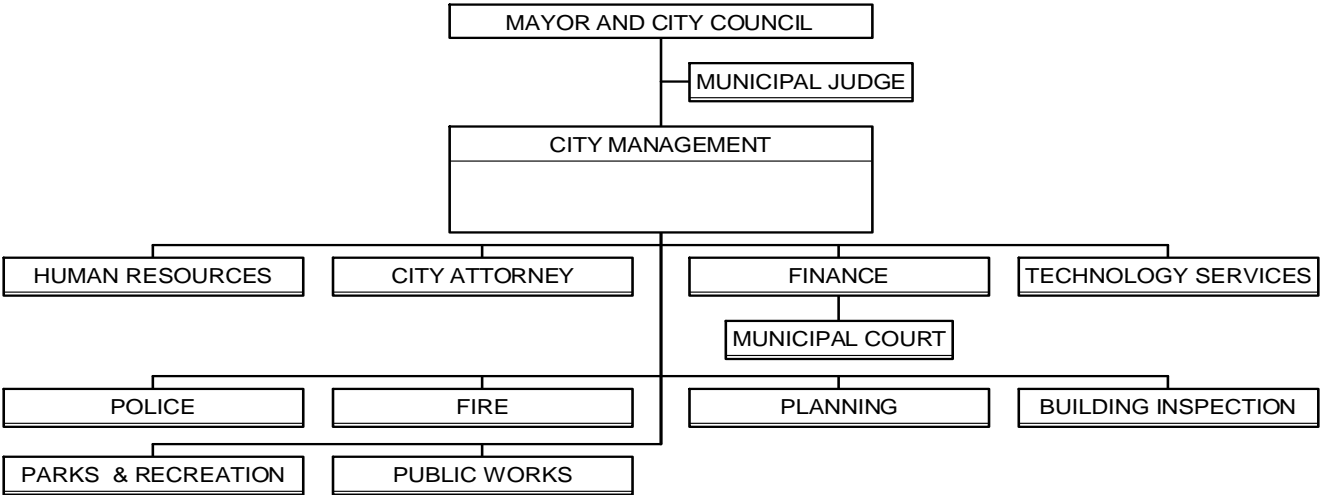 MAYOR AND CITY COUNCIL
MUNICIPAL JUDGE
CITY MANAGEMENT
HUMAN RESOURCES
CITY ATTORNEY
FINANCE
TECHNOLOGY SERVICES
MUNICIPAL COURT
POLICE
FIRE
PLANNING
BUILDING INSPECTION
PARKS & RECREATION
PUBLIC WORKS